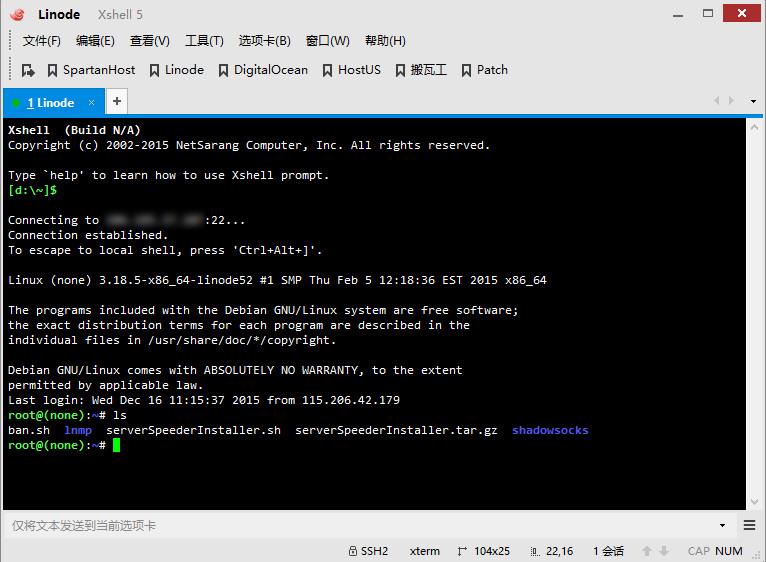 Linode Xshell 5
文件(F) 编辑(E) 查看(V) 工具(T) 选项卡(B) 窗口(W) 帮助(H)
SpartanHost Linode DigitalOcean HostUS 搬瓦工 Patch
1 Linode × +
Xshell (Build N/A)
Copyright (c) 2002-2015 NetSarang Computer, Inc. All rights reserved.
Type `help' to learn how to use Xshell prompt.
[d:\~]$
Connecting to :22...
Connection established.
To escape to local shell, press 'Ctrl+Alt+]'.
Linux (none) 3.18.5-x86_64-linode52 #1 SMP Thu Feb 5 12:18:36 EST 2015 x86_64
The programs included with the Debian GNU/Linux system are free software;
the exact distribution terms for each program are described in the
individual files in /usr/share/doc/*/copyright.
Debian GNU/Linux comes with ABSOLUTELY NO WARRANTY, to the extent
permitted by applicable law.
Last login: Wed Dec 16 11:15:37 2015 from 115.206.42.179
root@(none):~# ls
ban.sh lnmp serverSpeederInstaller.sh serverSpeederInstaller.tar.gz shadowsocks
root@(none):~#
仅将文本发送到当前选项卡
SSH2 xterm 104x25 22,16 1 会话 CAP NUM